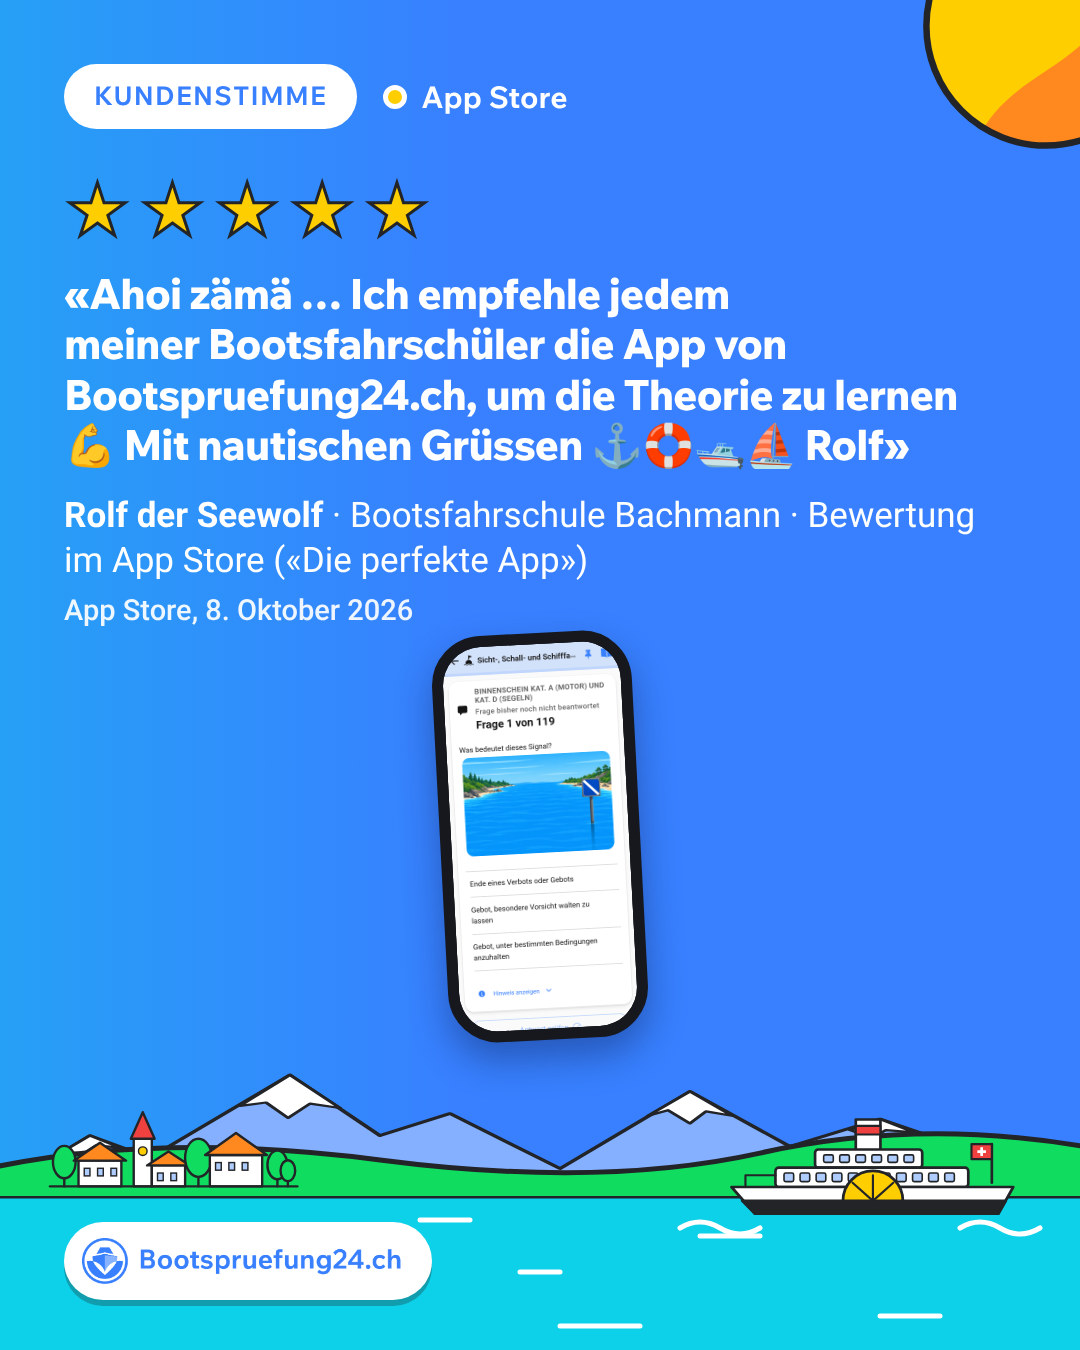 KUNDENSTIMME
App Store
«Ahoi zämä ... Ich empfehle jedem
meiner Bootsfahrschüler die App von
Bootspruefung24.ch, um die Theorie zu lernen
💪 Mit nautischen Grüssen ⚓🛟🛥️⛵ Rolf»
Rolf der Seewolf · Bootsfahrschule Bachmann · Bewertung
im App Store («Die perfekte App»)
App Store, 8. Oktober 2026
Sicht-, Schall- und Schifffa...
BINNENSCHEIN KAT. A (MOTOR) UND
KAT. D (SEGELN)
Frage bisher noch nicht beantwortet
Frage 1 von 119
Was bedeutet dieses Signal?
Ende eines Verbots oder Gebots
Gebot, besondere Vorsicht walten zu
lassen
Gebot, unter bestimmten Bedingungen
anzuhalten
Hinweis anzeigen
Bootspruefung24.ch